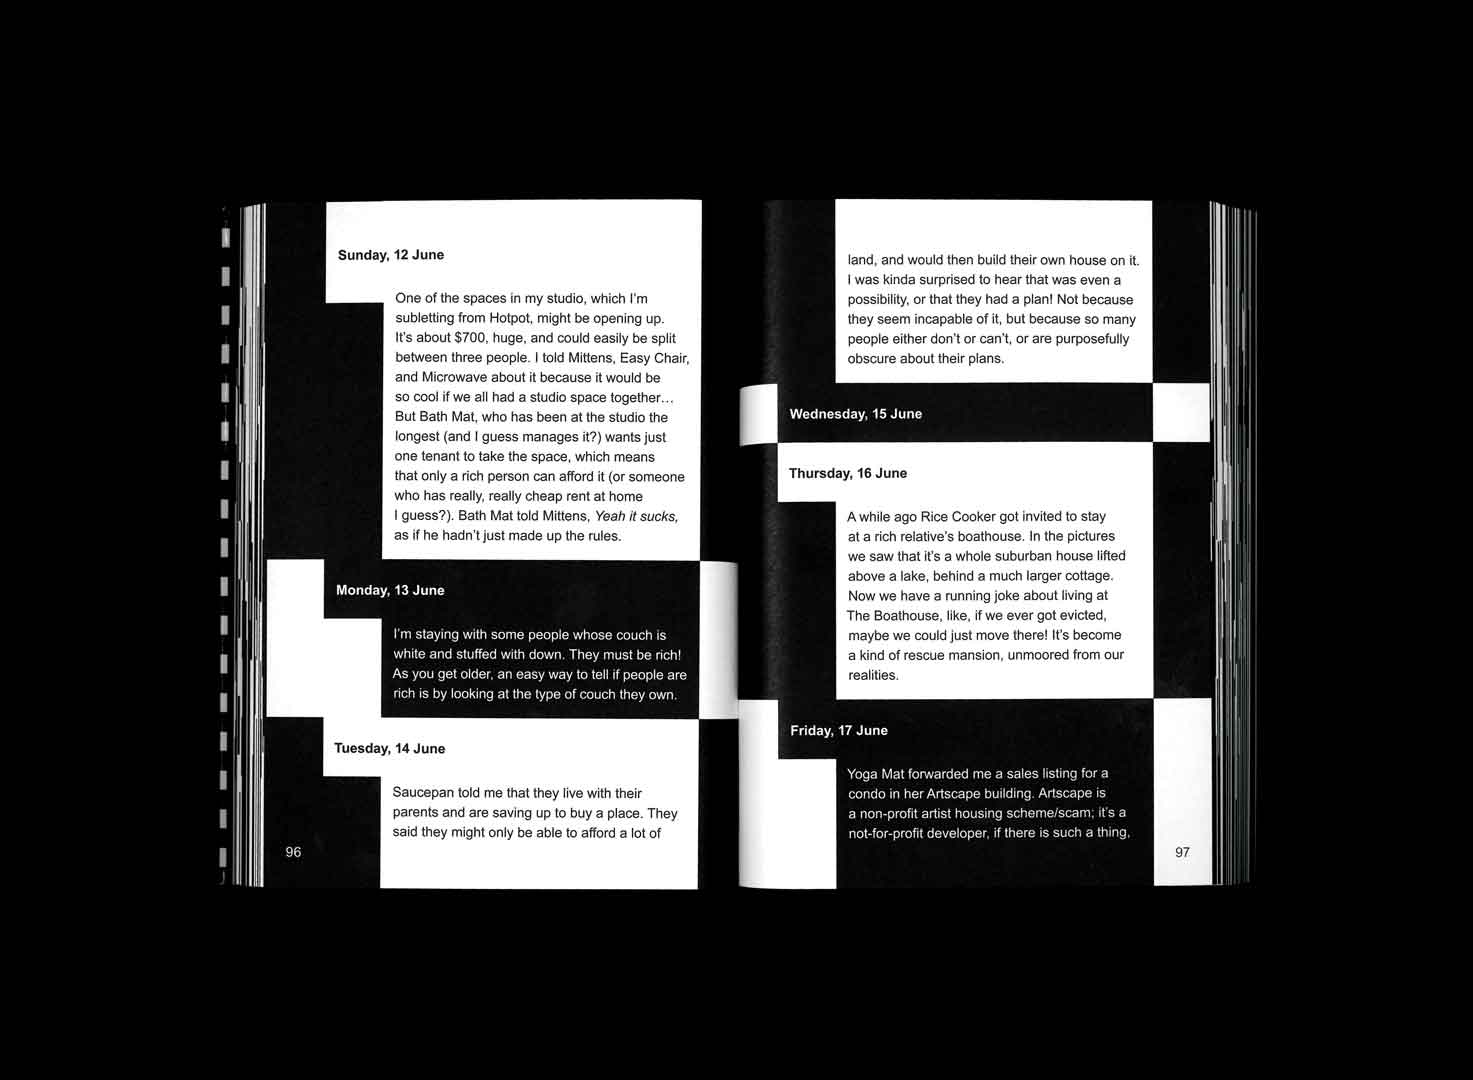 Sunday, 12 June
One of the spaces in my studio, which I’m
subletting from Hotpot, might be opening up.
It’s about $700, huge, and could easily be split
between three people. I told Mittens, Easy Chair,
and Microwave about it because it would be
so cool if we all had a studio space together…
But Bath Mat, who has been at the studio the
longest (and I guess manages it?) wants just
one tenant to take the space, which means
that only a rich person can afford it (or someone
who has really, really cheap rent at home
I guess?). Bath Mat told Mittens, Yeah it sucks,
as if he hadn’t just made up the rules.
Monday, 13 June
I’m staying with some people whose couch is
white and stuffed with down. They must be rich!
As you get older, an easy way to tell if people are
rich is by looking at the type of couch they own.
Tuesday, 14 June
Saucepan told me that they live with their
parents and are saving up to buy a place. They
said they might only be able to afford a lot of
96
land, and would then build their own house on it.
I was kinda surprised to hear that was even a
possibility, or that they had a plan! Not because
they seem incapable of it, but because so many
people either don’t or can’t, or are purposefully
obscure about their plans.
Wednesday, 15 June
Thursday, 16 June
A while ago Rice Cooker got invited to stay
at a rich relative’s boathouse. In the pictures
we saw that it’s a whole suburban house lifted
above a lake, behind a much larger cottage.
Now we have a running joke about living at
The Boathouse, like, if we ever got evicted,
maybe we could just move there! It’s become
a kind of rescue mansion, unmoored from our
realities.
Friday, 17 June
Yoga Mat forwarded me a sales listing for a
condo in her Artscape building. Artscape is
a non-profit artist housing scheme/scam; it’s a
not-for-profit developer, if there is such a thing,
97